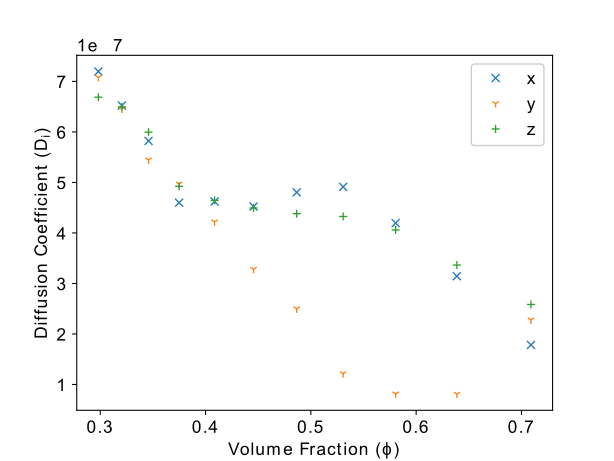 1e 7
7
6
5
4
3
2
1
Diffusion Coefficient (Di)
x
y
z
0.3 0.4 0.5 0.6 0.7
Volume Fraction (ϕ)